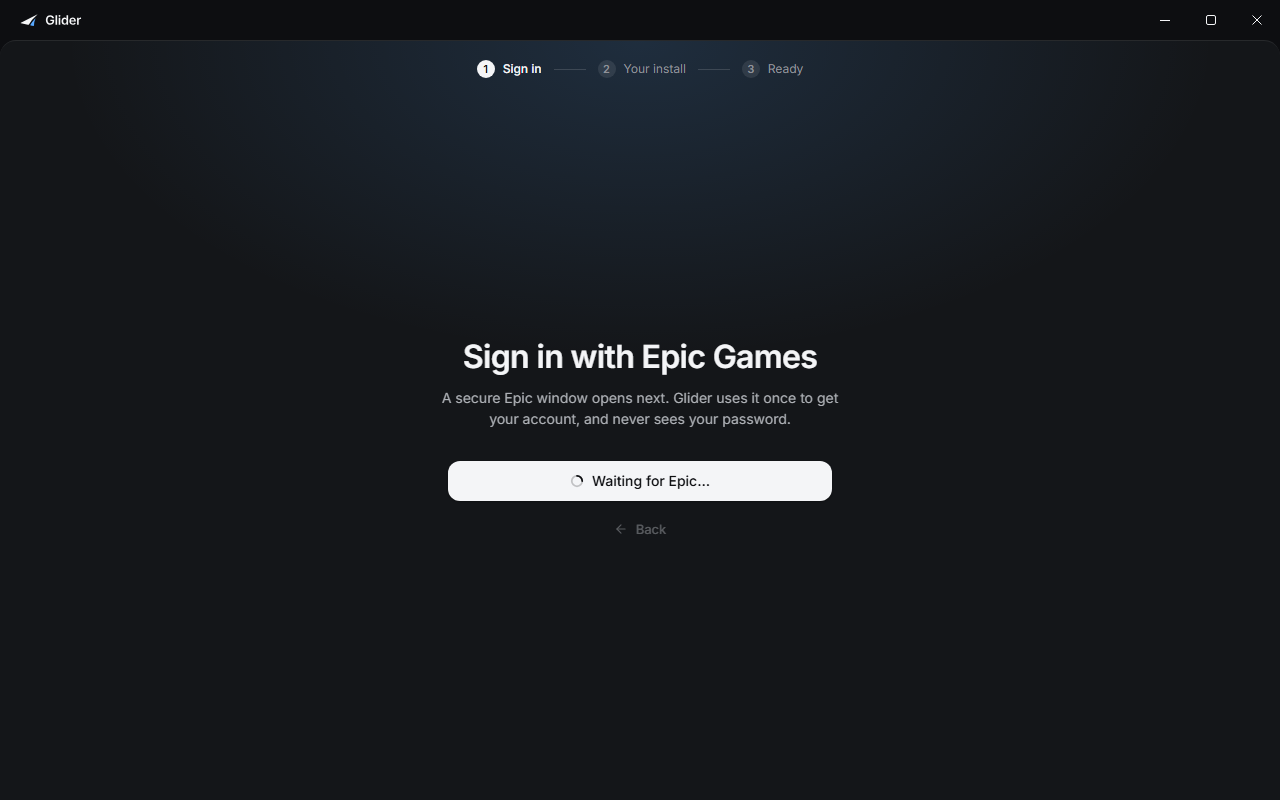 Glider
1 Sign in 2 Your install 3 Ready
Sign in with Epic Games
A secure Epic window opens next. Glider uses it once to get
your account, and never sees your password.
Waiting for Epic...
Back